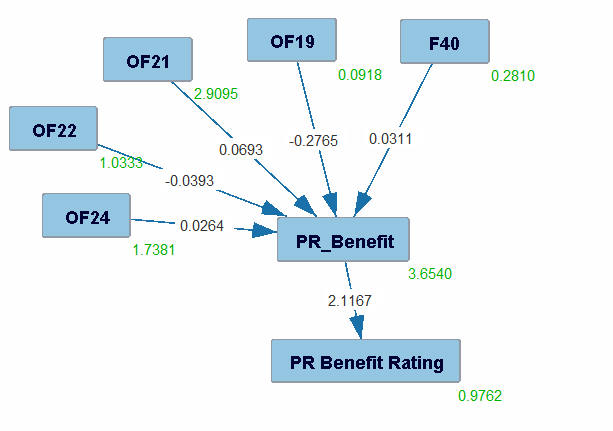 OF19
F40
OF21
0.0918
0.2810
2.9095
OF22
0.0693
-0.2765
0.0311
1.0333
-0.0393
OF24
0.0264
1.7381
PR_Benefit
3.6540
2.1167
PR Benefit Rating
0.9762